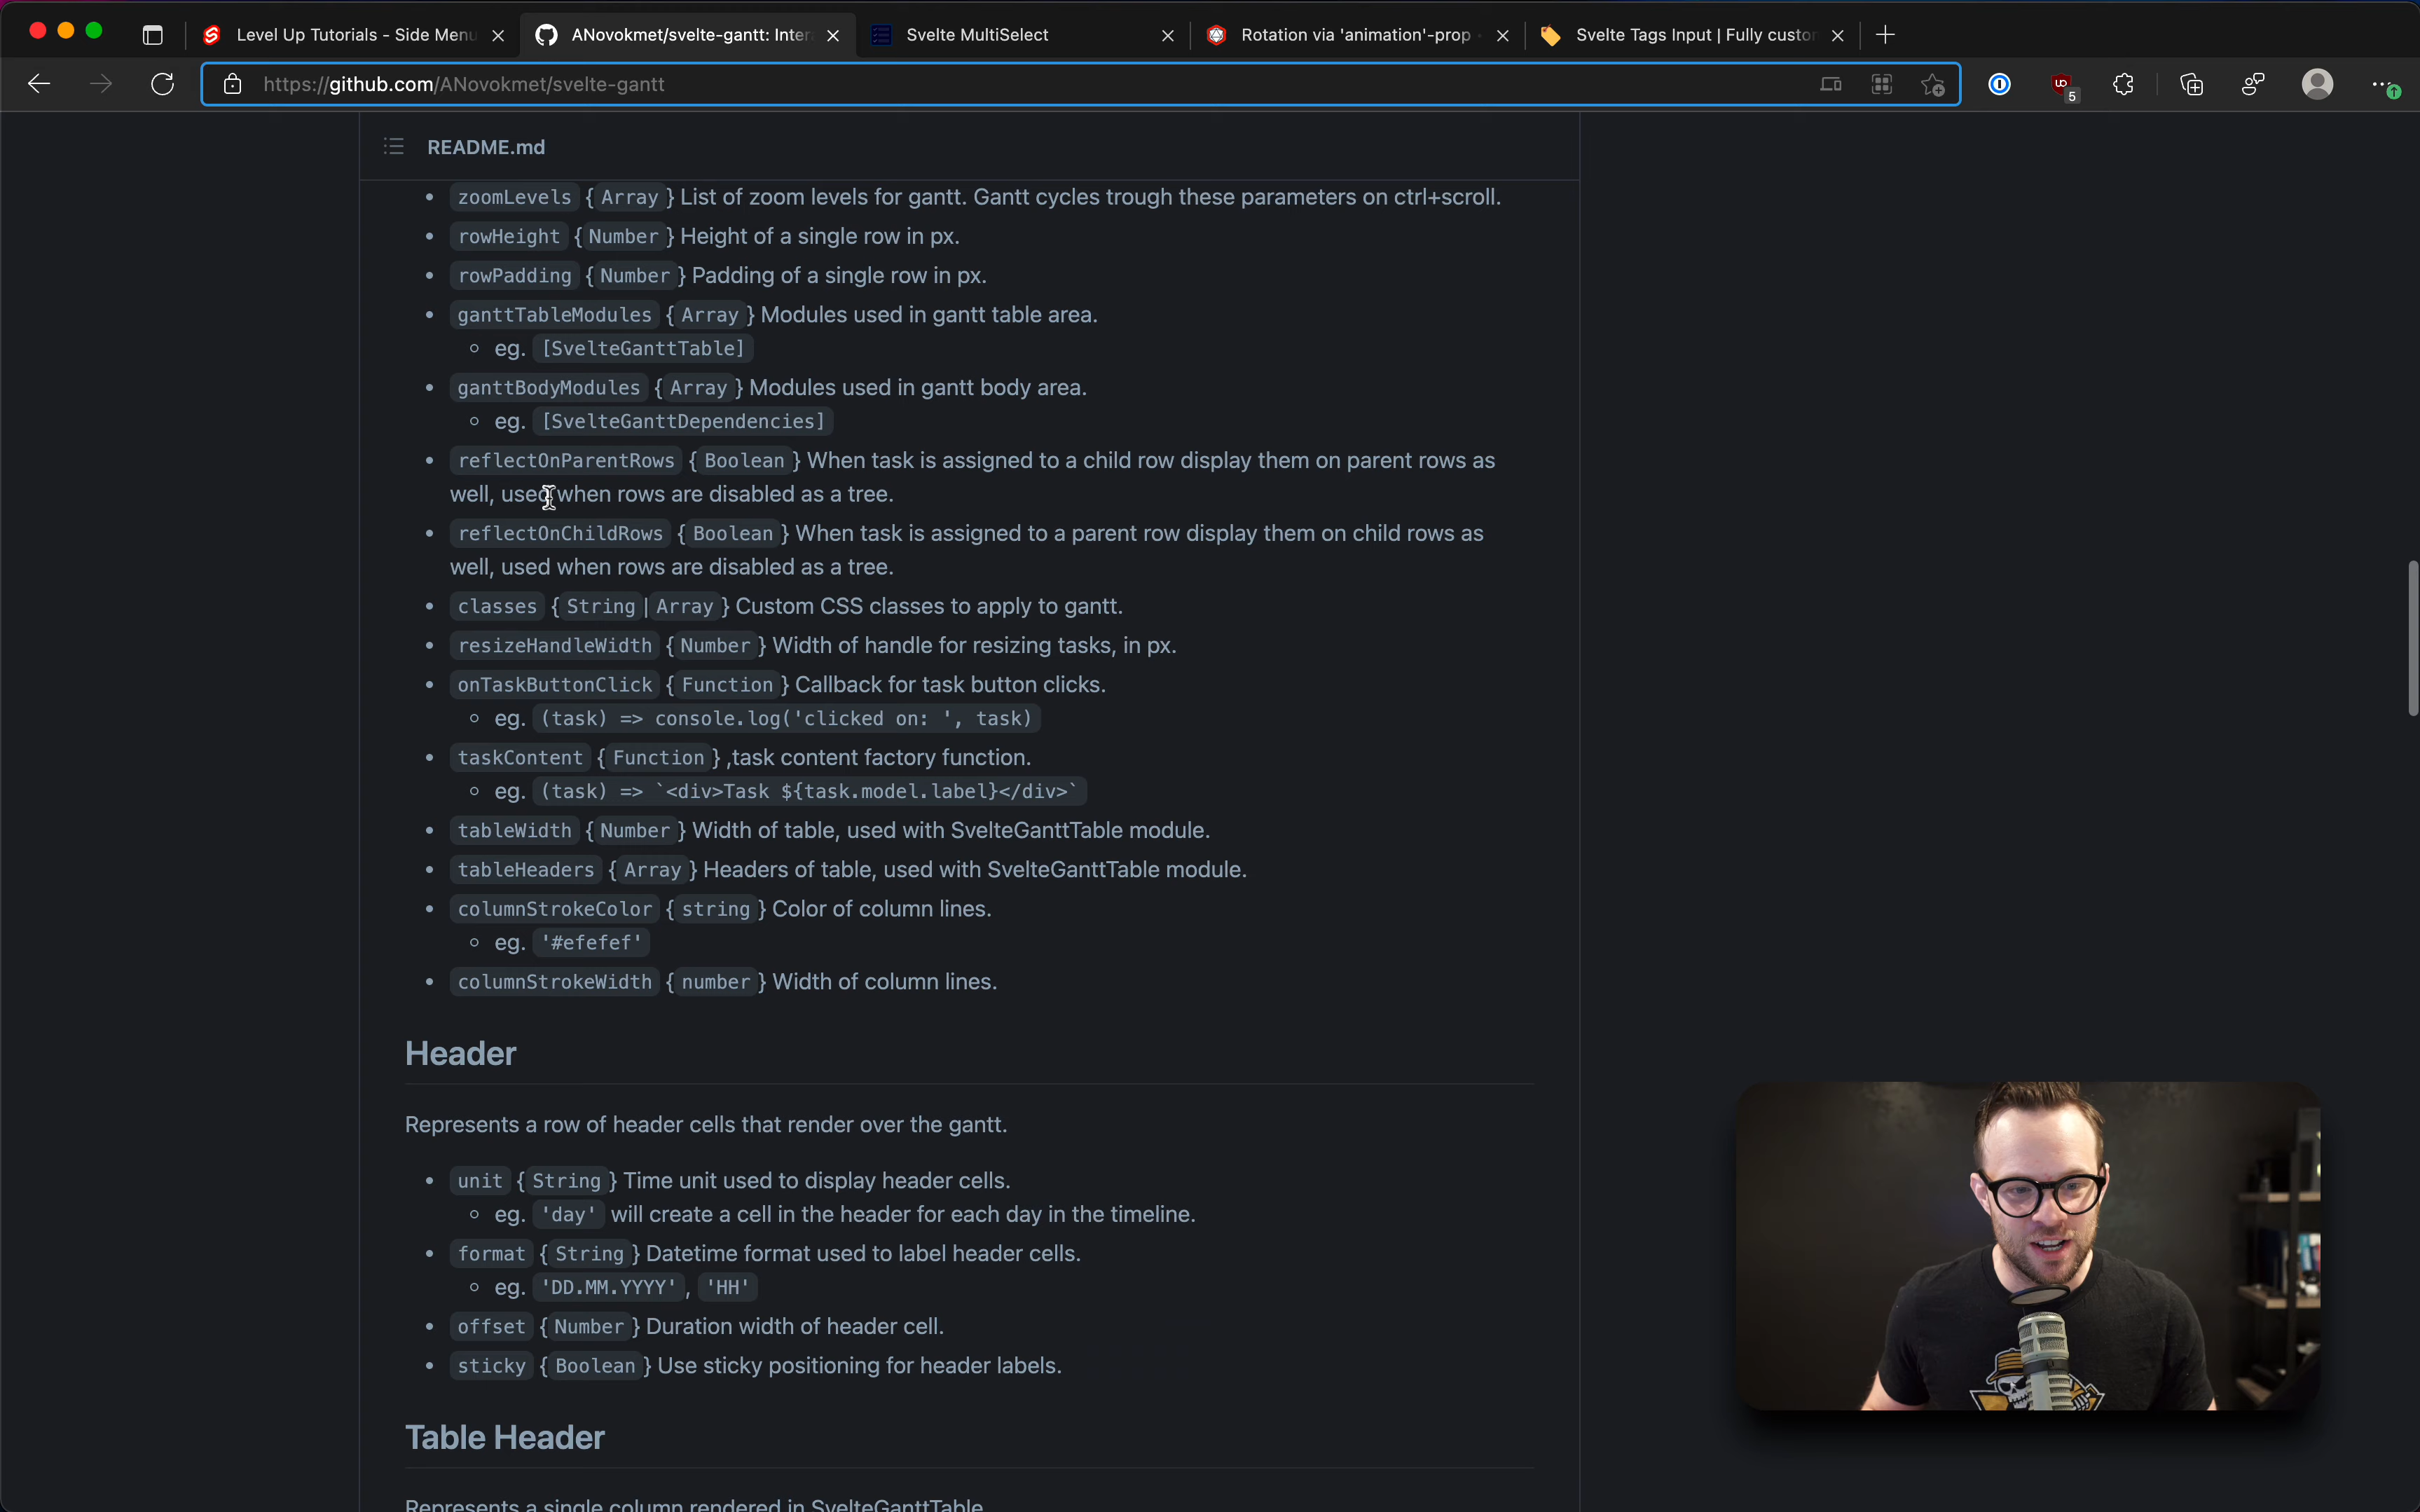 Level Up Tutorials - Side Menu
ANovokmet/svelte-gantt: Inter
Svelte MultiSelect
Rotation via 'animation'-prop
Svelte Tags Input | Fully custom
https://github.com/ANovokmet/svelte-gantt
5
README.md
zoomLevels { Array } List of zoom levels for gantt. Gantt cycles trough these parameters on ctrl+scroll.
rowHeight { Number } Height of a single row in px.
rowPadding { Number } Padding of a single row in px.
ganttTableModules { Array } Modules used in gantt table area.
eg. [SvelteGanttTable]
ganttBodyModules { Array } Modules used in gantt body area.
eg. [SvelteGanttDependencies]
reflectOnParentRows { Boolean } When task is assigned to a child row display them on parent rows as
well, used when rows are disabled as a tree.
reflectOnChildRows { Boolean } When task is assigned to a parent row display them on child rows as
well, used when rows are disabled as a tree.
classes { String | Array } Custom CSS classes to apply to gantt.
resizeHandleWidth { Number } Width of handle for resizing tasks, in px.
onTaskButtonClick { Function } Callback for task button clicks.
eg. (task) => console.log('clicked on: ', task)
taskContent { Function } ,task content factory function.
eg. (task) => `<div>Task ${task.model.label}</div>`
tableWidth { Number } Width of table, used with SvelteGanttTable module.
tableHeaders { Array } Headers of table, used with SvelteGanttTable module.
columnStrokeColor { string } Color of column lines.
eg. '#efefef'
columnStrokeWidth { number } Width of column lines.
Header
Represents a row of header cells that render over the gantt.
unit { String } Time unit used to display header cells.
eg. 'day' will create a cell in the header for each day in the timeline.
format { String } Datetime format used to label header cells.
eg. 'DD.MM.YYYY', 'HH'
offset { Number } Duration width of header cell.
sticky { Boolean } Use sticky positioning for header labels.
Table Header
Represents a single column rendered in SvelteGanttTable